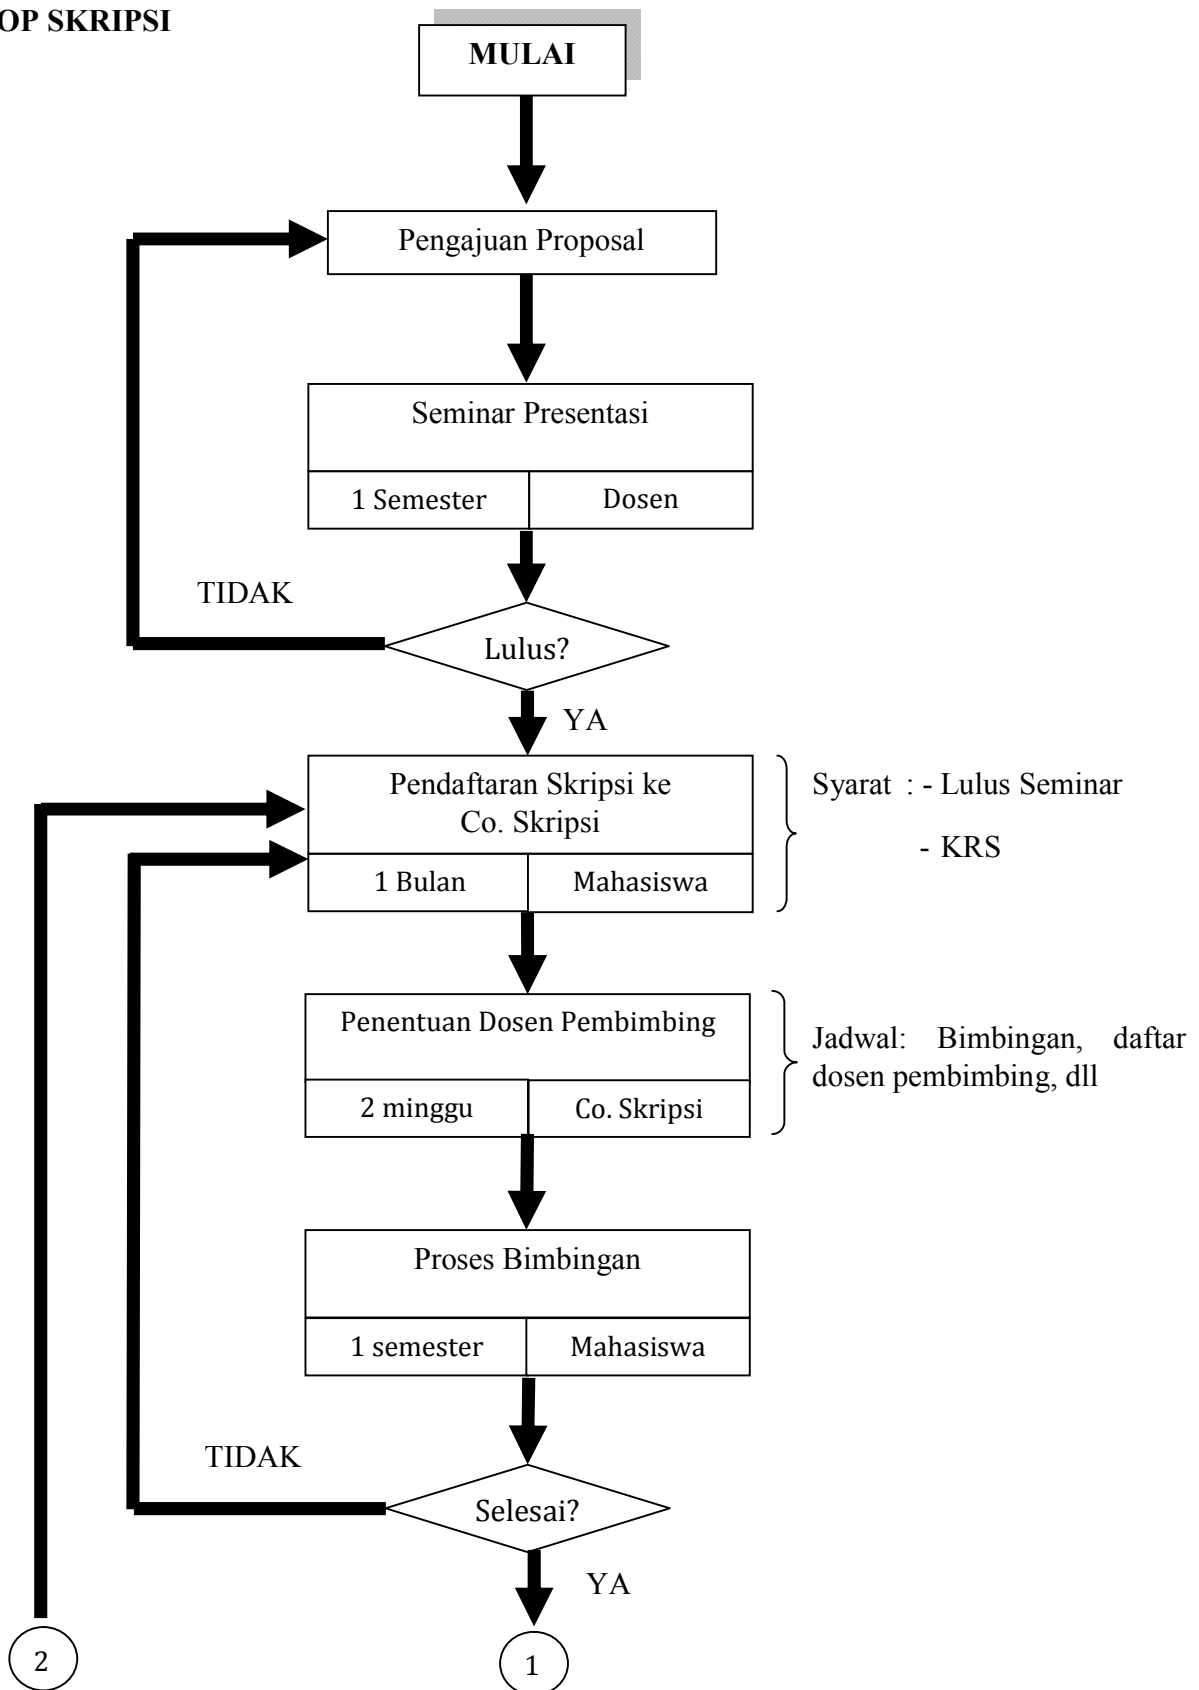 OP SKRIPSI
MULAI
Pengajuan Proposal
Seminar Presentasi
1 Semester
Dosen
TIDAK
Lulus?
YA
Pendaftaran Skripsi ke
Co. Skripsi
1 Bulan
Mahasiswa
Syarat : - Lulus Seminar
- KRS
Penentuan Dosen Pembimbing
2 minggu
Co. Skripsi
Jadwal: Bimbingan, daftar
dosen pembimbing, dll
Proses Bimbingan
1 semester
Mahasiswa
TIDAK
Selesai?
YA
2
1